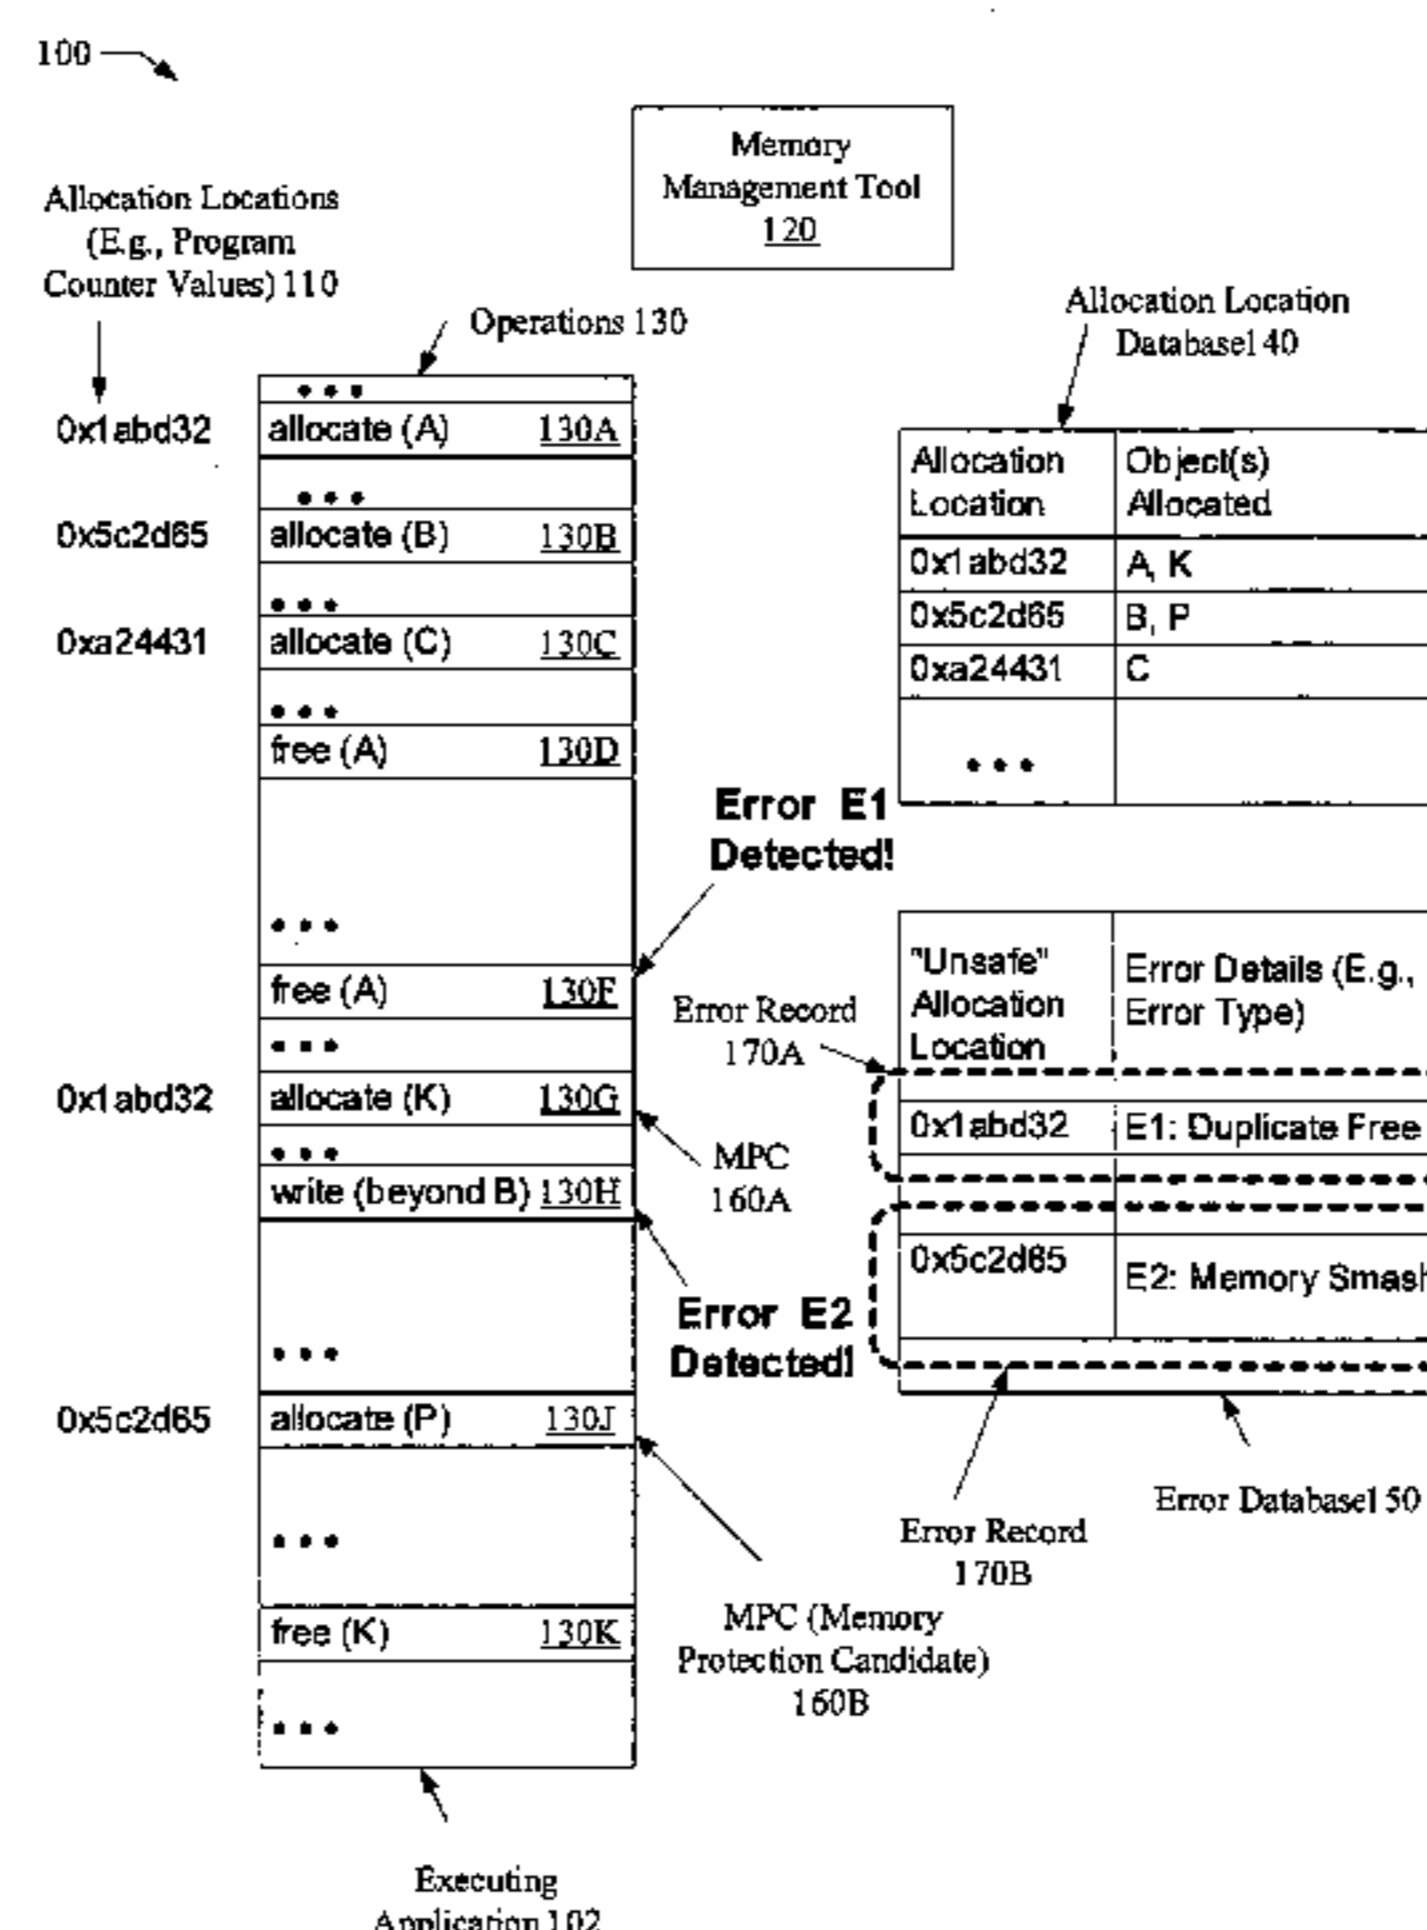 100
Memory
Management Tool
120
Allocation Locations
(E.g., Program
Counter Values) 110
Operations 130
Allocation Location
Database140
• • •
0x1abd32 allocate (A) 130A
• • •
0x5c2d65 allocate (B) 130B
• • •
0xa24431 allocate (C) 130C
• • •
free (A) 130D
• • •
free (A) 130F
• • •
0x1abd32 allocate (K) 130G
• • •
write (beyond B) 130H
• • •
0x5c2d65 allocate (P) 130J
• • •
free (K) 130K
• • •
Executing
Application 102
Allocation
Location
Object(s)
Allocated
0x1abd32 A, K
0x5c2d65 B, P
0xa24431 C
• • •
Error E1
Detected!
Error Record
170A
MPC
160A
Error E2
Detected!
"Unsafe"
Allocation
Location
Error Details (E.g.,
Error Type)
0x1abd32 E1: Duplicate Free
0x5c2d65 E2: Memory Smash
Error Record
170B
Error Database150
MPC (Memory
Protection Candidate)
160B